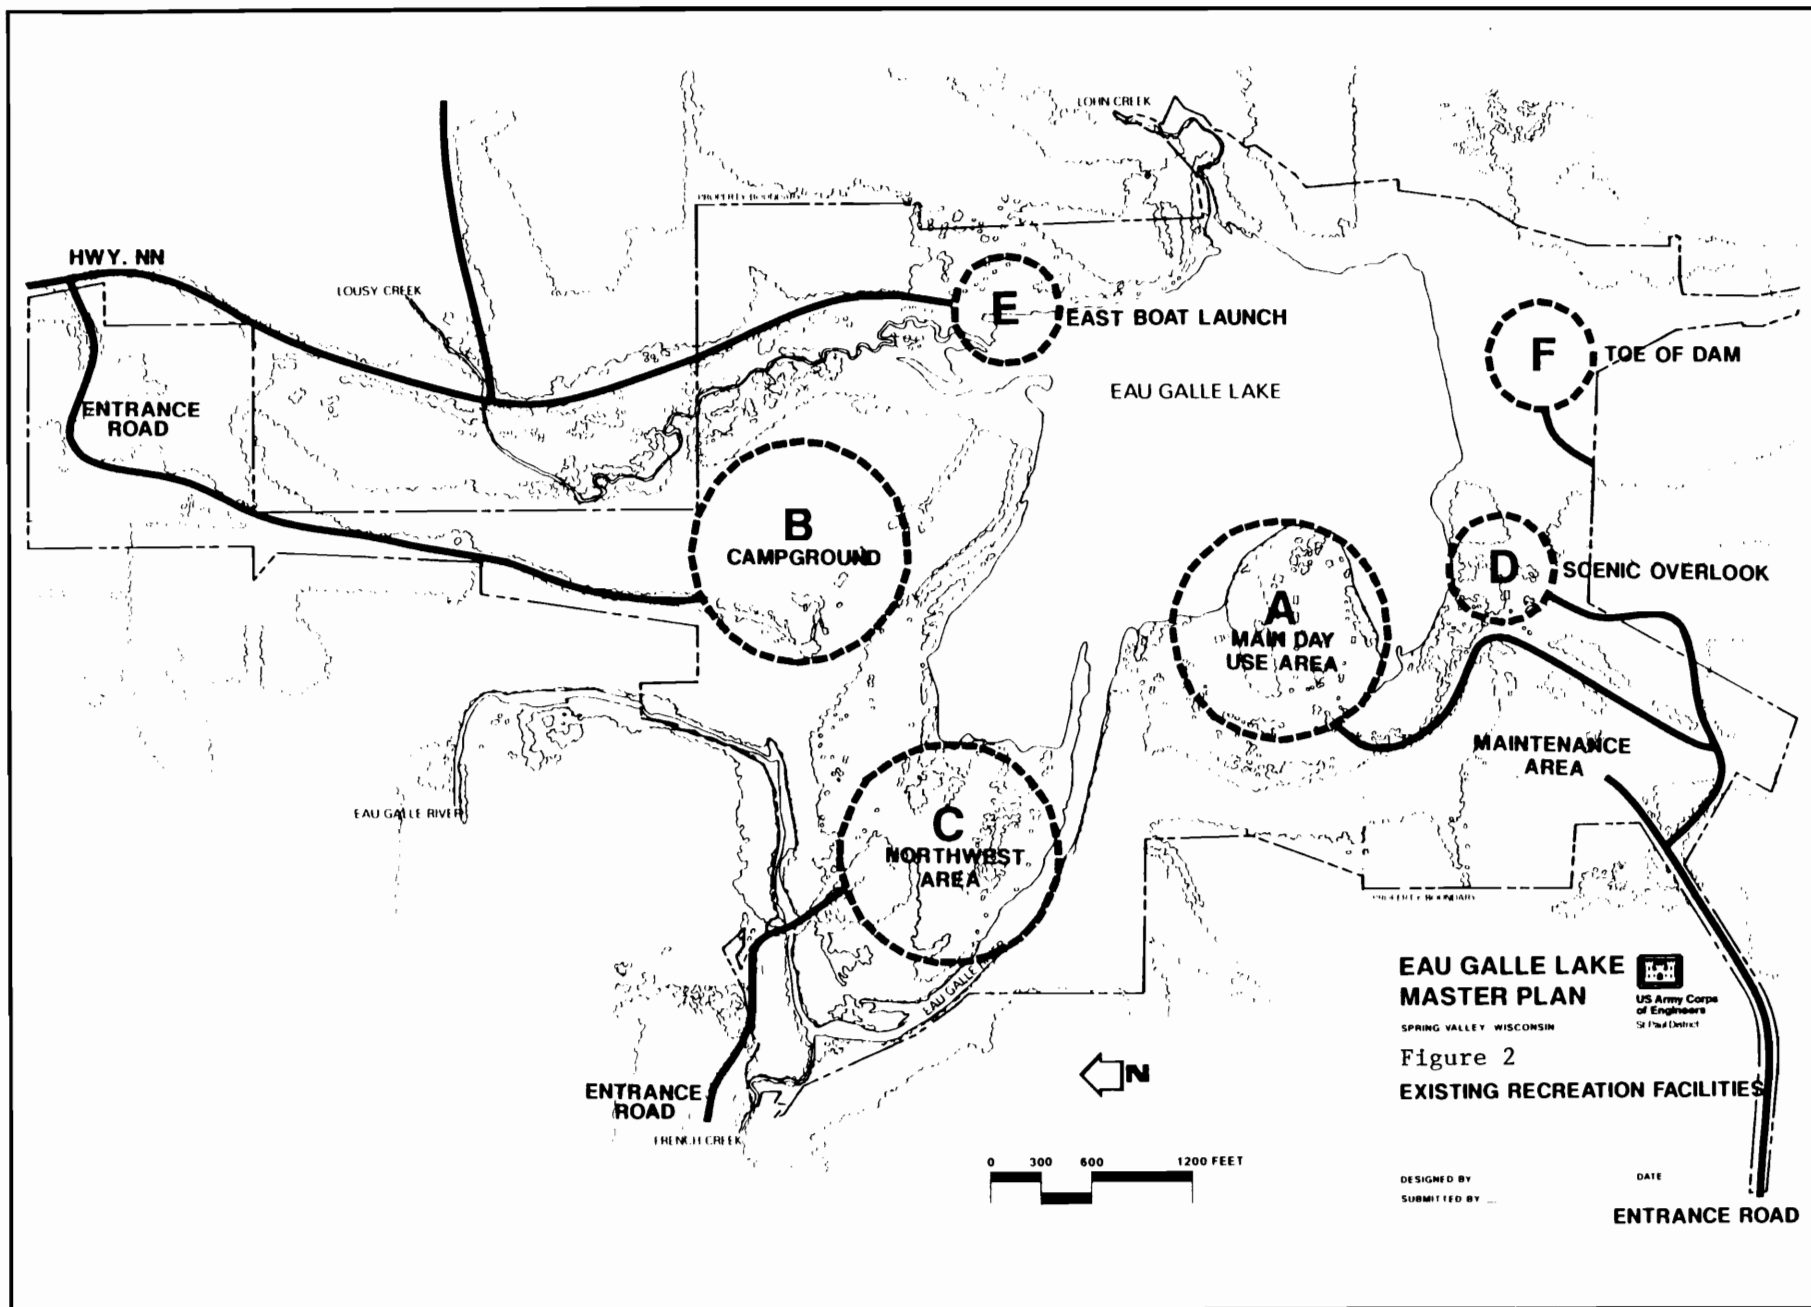 LOHN CREEK
PROPERTY BOUNDARY
HWY. NN
LOUSY CREEK
E
EAST BOAT LAUNCH
F
TOE OF DAM
EAU GALLE LAKE
ENTRANCE
ROAD
B
CAMPGROUND
D
SCENIC OVERLOOK
A
MAIN DAY
USE AREA
MAINTENANCE
AREA
EAU GALLE RIVER
C
NORTHWEST
AREA
PROPERTY BOUNDARY
EAU GALLE
EAU GALLE LAKE
MASTER PLAN
US Army Corps
of Engineers
St Paul District
SPRING VALLEY WISCONSIN
Figure 2
EXISTING RECREATION FACILITIES
N
ENTRANCE
ROAD
FRENCH CREEK
0 300 600 1200 FEET
DESIGNED BY
DATE
SUBMITTED BY
ENTRANCE ROAD